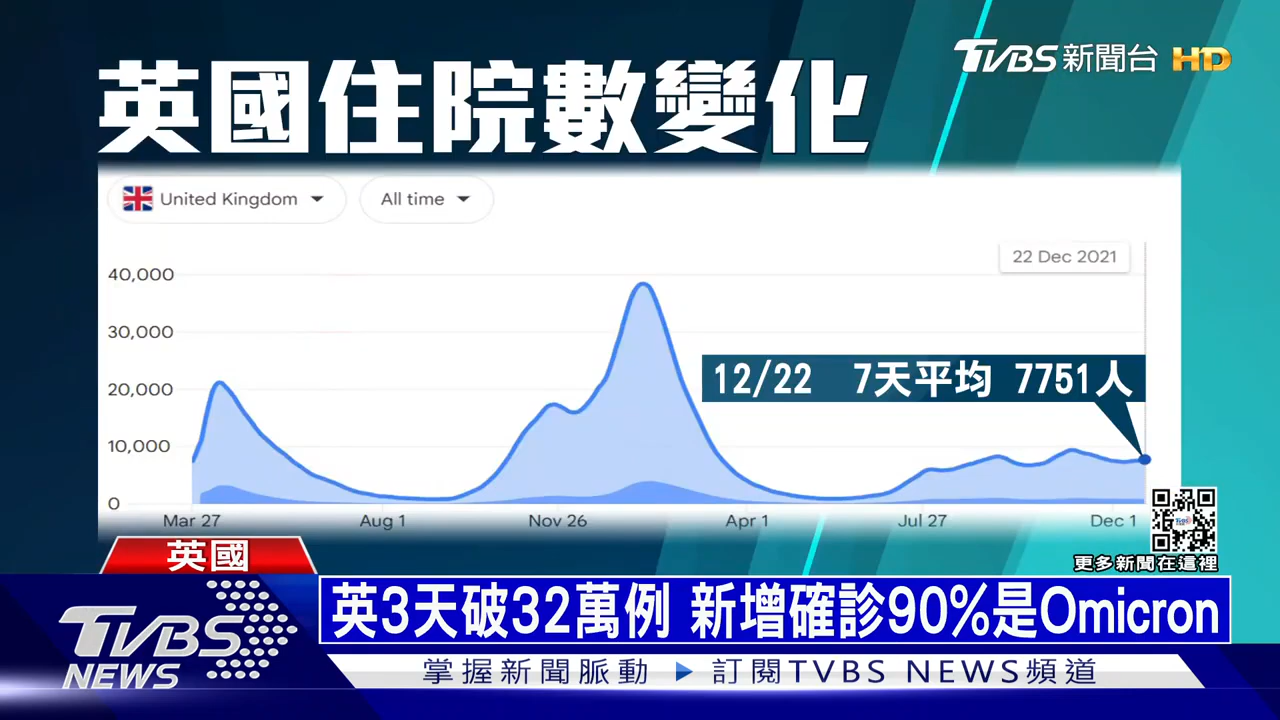 TVBS新聞台 HD
英國住院數變化
United Kingdom
All time
22 Dec 2021
40,000
30,000
20,000
10,000
0
12/22 7天平均 7751人
Mar 27
Aug 1
Nov 26
Apr 1
Jul 27
Dec 1
更多新聞在這裡
英國
英3天破32萬例 新增確診90%是Omicron
TVBS
NEWS
掌握新聞脈動 ▶ 訂閱TVBS NEWS頻道